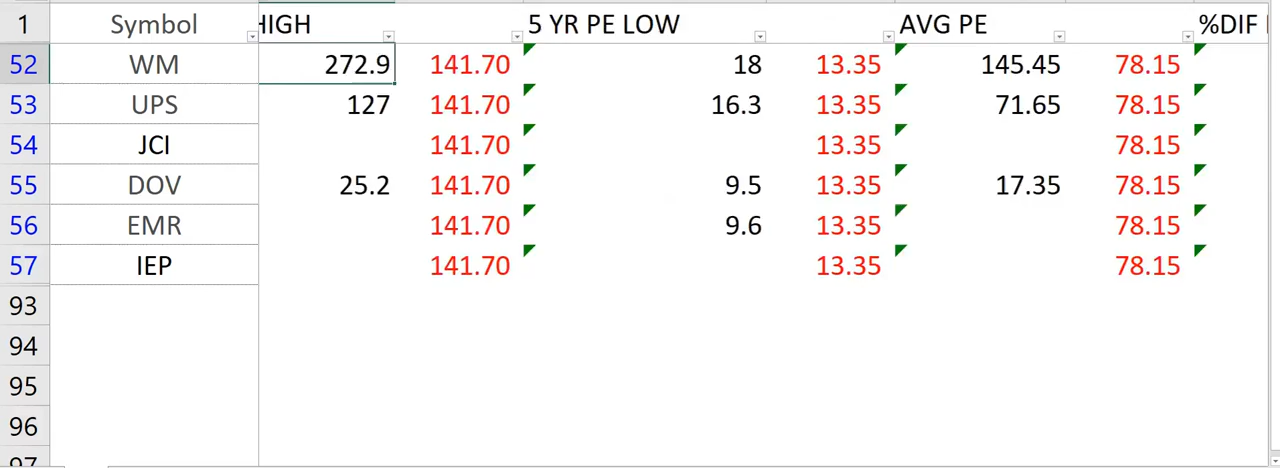 1 Symbol HIGH 5 YR PE LOW AVG PE %DIF
52 WM 272.9 141.70 18 13.35 145.45 78.15
53 UPS 127 141.70 16.3 13.35 71.65 78.15
54 JCI 141.70 13.35 78.15
55 DOV 25.2 141.70 9.5 13.35 17.35 78.15
56 EMR 141.70 9.6 13.35 78.15
57 IEP 141.70 13.35 78.15
93
94
95
96
97